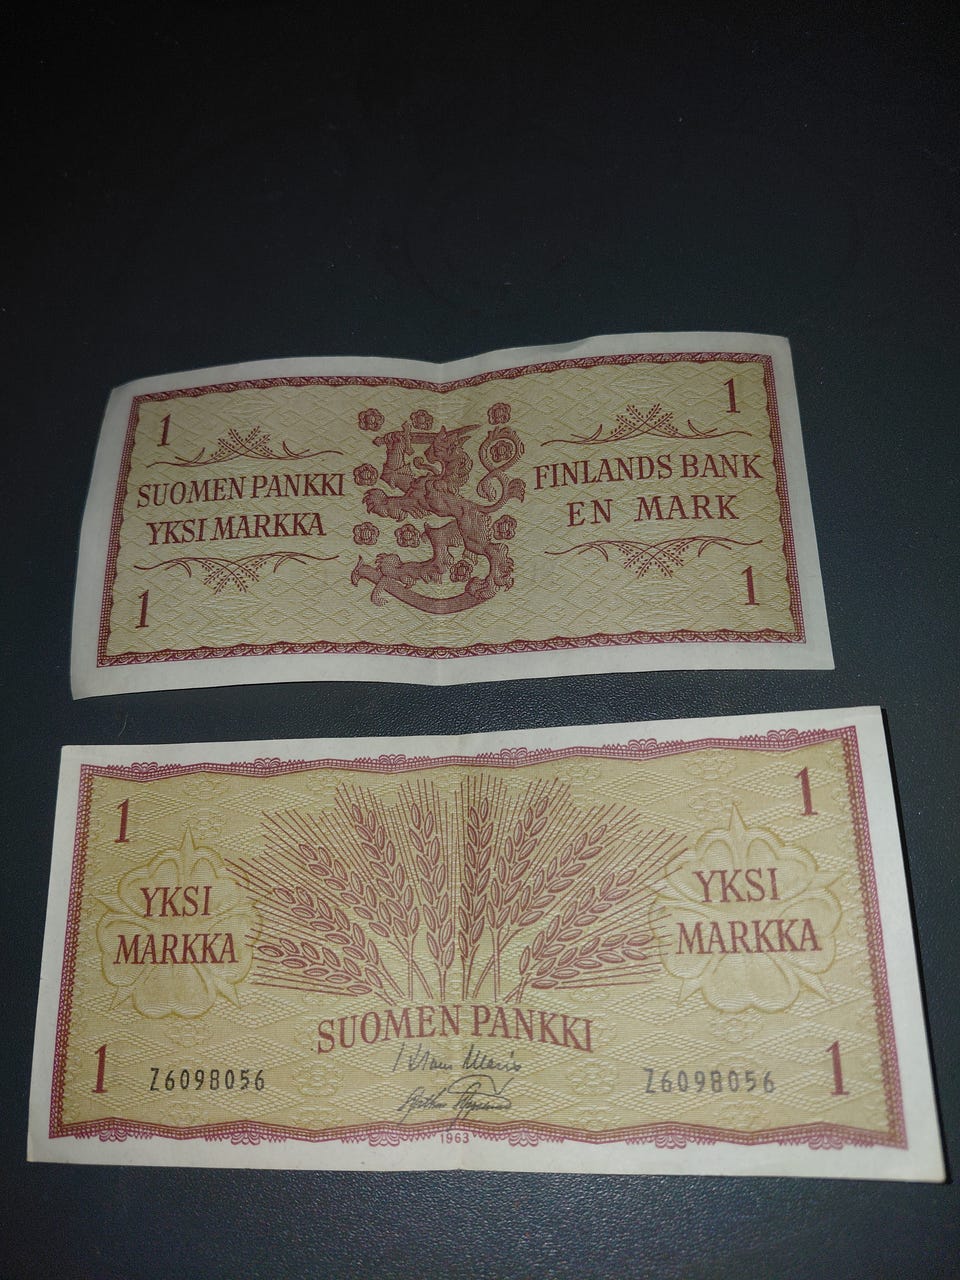 1
1
SUOMEN PANKKI
YKSI MARKKA
FINLANDS BANK
EN MARK
1
1
1
1
YKSI
MARKKA
YKSI
MARKKA
SUOMEN PANKKI
1
1
Z6098056
Z6098056
1963